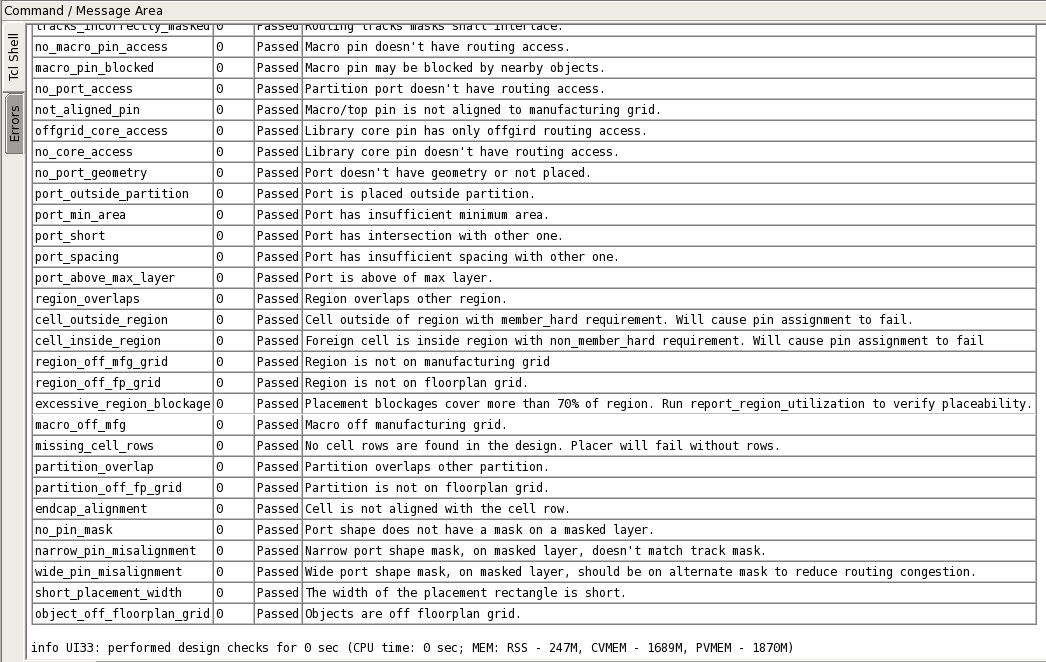 Command / Message Area
Tcl Shell
Errors
tracks_incorrectly_masked 0 Passed Routing tracks masks shall interlace.
no_macro_pin_access 0 Passed Macro pin doesn't have routing access.
macro_pin_blocked 0 Passed Macro pin may be blocked by nearby objects.
no_port_access 0 Passed Partition port doesn't have routing access.
not_aligned_pin 0 Passed Macro/top pin is not aligned to manufacturing grid.
offgrid_core_access 0 Passed Library core pin has only offgird routing access.
no_core_access 0 Passed Library core pin doesn't have routing access.
no_port_geometry 0 Passed Port doesn't have geometry or not placed.
port_outside_partition 0 Passed Port is placed outside partition.
port_min_area 0 Passed Port has insufficient minimum area.
port_short 0 Passed Port has intersection with other one.
port_spacing 0 Passed Port has insufficient spacing with other one.
port_above_max_layer 0 Passed Port is above of max layer.
region_overlaps 0 Passed Region overlaps other region.
cell_outside_region 0 Passed Cell outside of region with member_hard requirement. Will cause pin assignment to fail.
cell_inside_region 0 Passed Foreign cell is inside region with non_member_hard requirement. Will cause pin assignment to fail
region_off_mfg_grid 0 Passed Region is not on manufacturing grid
region_off_fp_grid 0 Passed Region is not on floorplan grid.
excessive_region_blockage 0 Passed Placement blockages cover more than 70% of region. Run report_region_utilization to verify placeability.
macro_off_mfg 0 Passed Macro off manufacturing grid.
missing_cell_rows 0 Passed No cell rows are found in the design. Placer will fail without rows.
partition_overlap 0 Passed Partition overlaps other partition.
partition_off_fp_grid 0 Passed Partition is not on floorplan grid.
endcap_alignment 0 Passed Cell is not aligned with the cell row.
no_pin_mask 0 Passed Port shape does not have a mask on a masked layer.
narrow_pin_misalignment 0 Passed Narrow port shape mask, on masked layer, doesn't match track mask.
wide_pin_misalignment 0 Passed Wide port shape mask, on masked layer, should be on alternate mask to reduce routing congestion.
short_placement_width 0 Passed The width of the placement rectangle is short.
object_off_floorplan_grid 0 Passed Objects are off floorplan grid.
info UI33: performed design checks for 0 sec (CPU time: 0 sec; MEM: RSS - 247M, CVMEM - 1689M, PVMEM - 1870M)